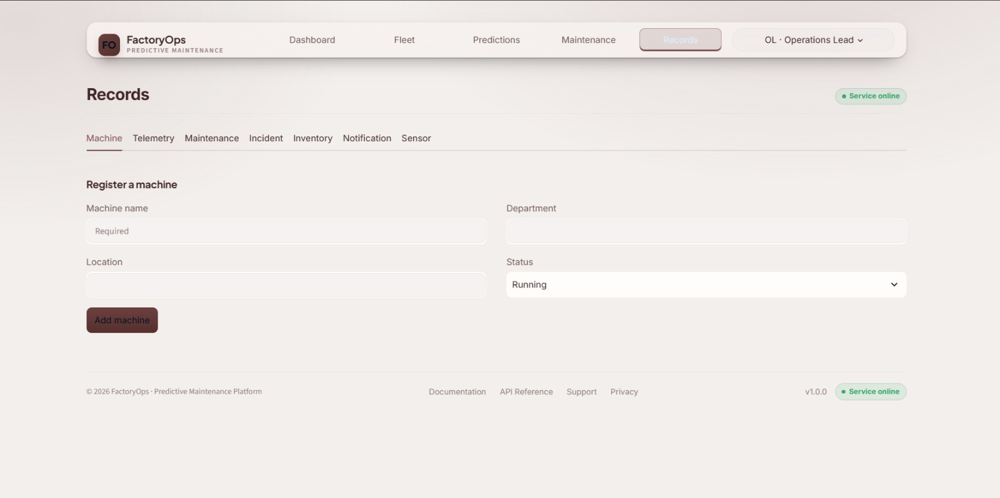 FO
FactoryOps
PREDICTIVE MAINTENANCE
Dashboard Fleet Predictions Maintenance Records OL · Operations Lead
Records
Service online
Machine Telemetry Maintenance Incident Inventory Notification Sensor
Register a machine
Machine name Department
Required
Location Status
Running
Add machine
© 2026 FactoryOps · Predictive Maintenance Platform Documentation API Reference Support Privacy v1.0.0 Service online